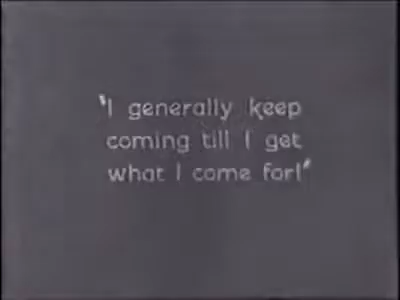 "I generally keep
coming till I get
what I come for!"